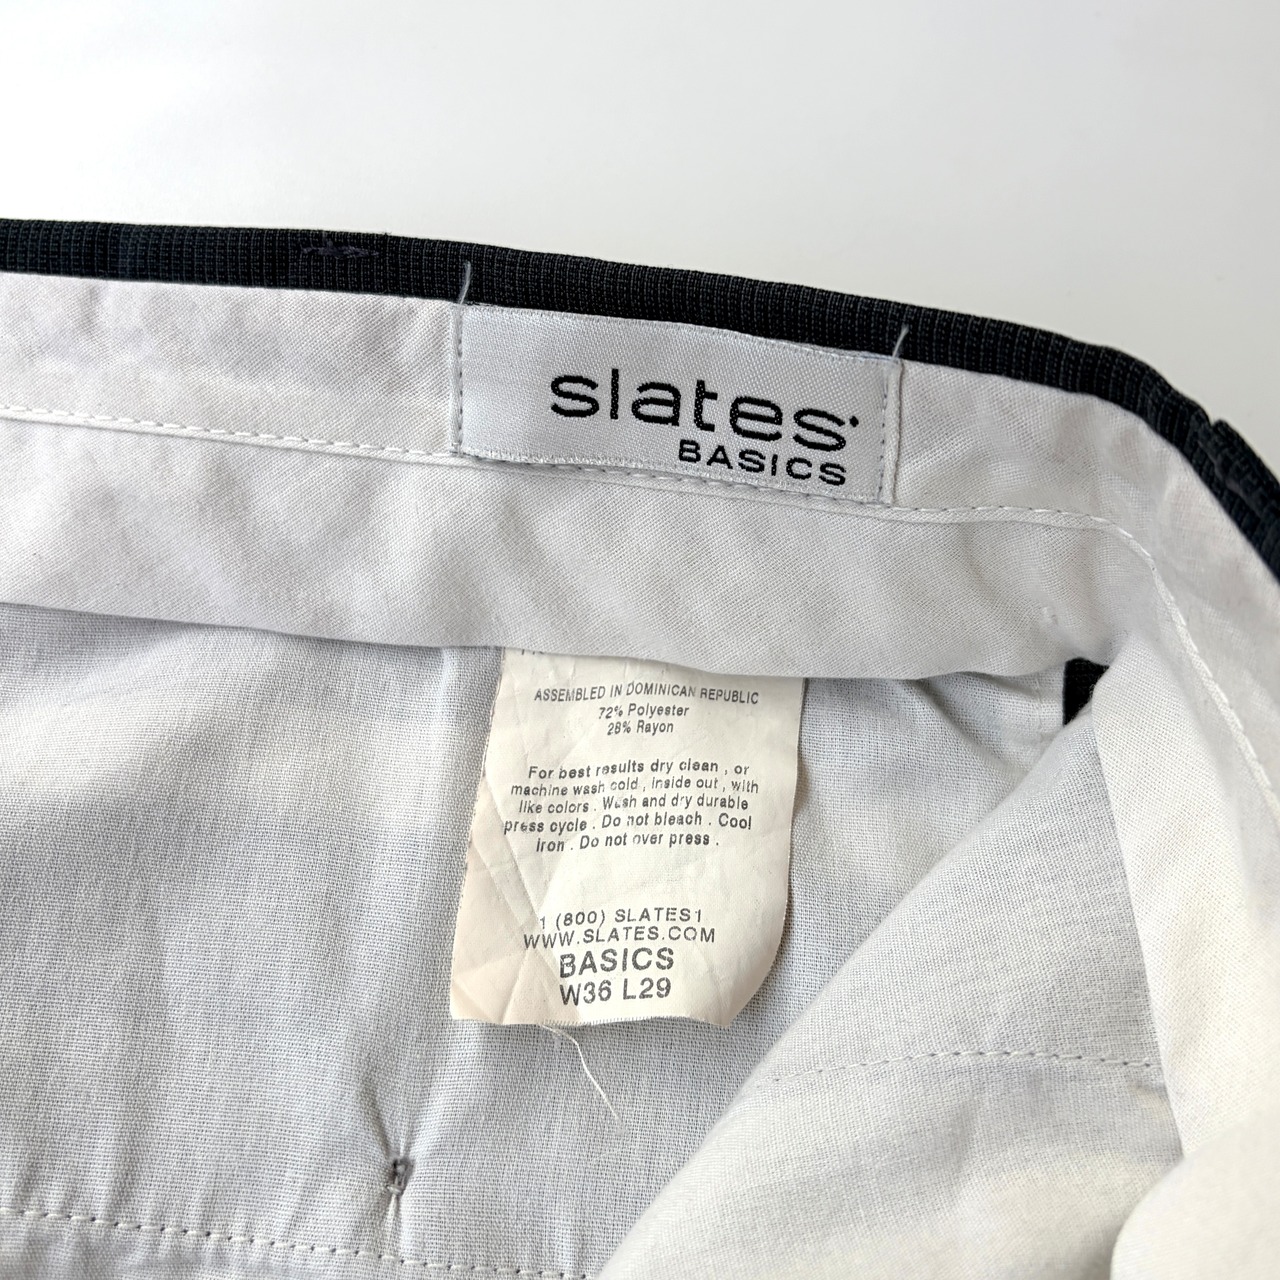 slates
BASICS
ASSEMBLED IN DOMINICAN REPUBLIC
72% Polyester
28% Rayon
For best results dry clean , or
machine wash cold , inside out , with
like colors . Wash and dry durable
press cycle . Do not bleach . Cool
iron . Do not over press .
1 (800) SLATES1
WWW.SLATES.COM
BASICS
W36 L29